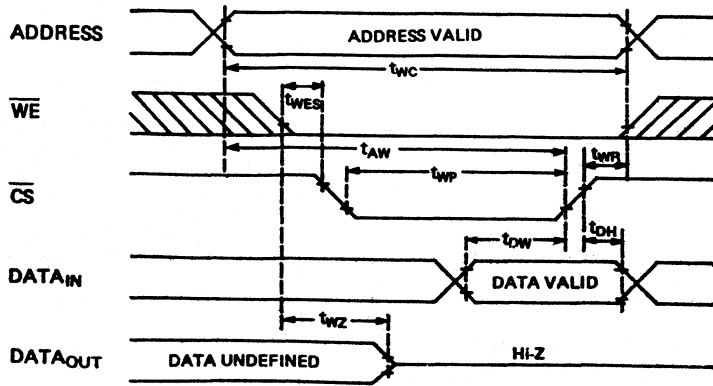 ADDRESS
ADDRESS VALID
tWC
WE
tWES
tAW
tWR
tWP
CS
tDW
tDH
DATAIN
DATA VALID
tWZ
DATAOUT
DATA UNDEFINED
Hi-Z